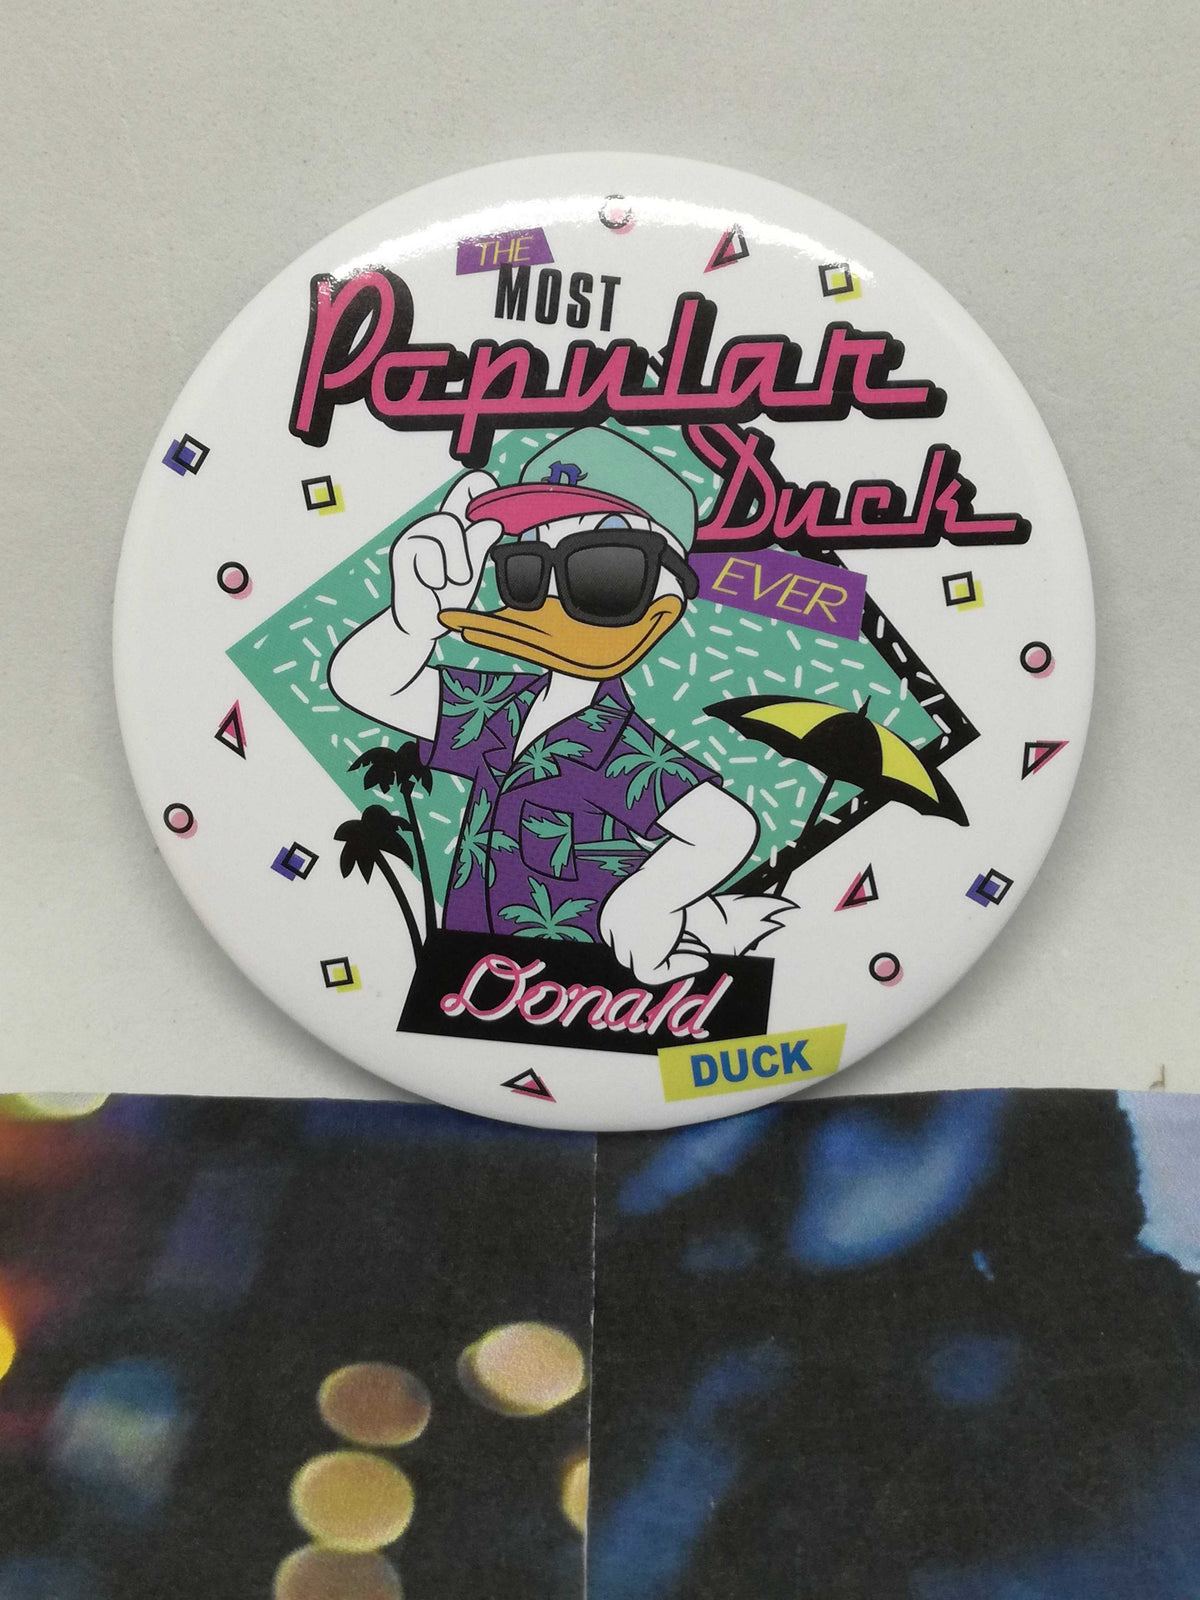 THE
MOST
Popular
Duck
EVER
D
Donald
DUCK